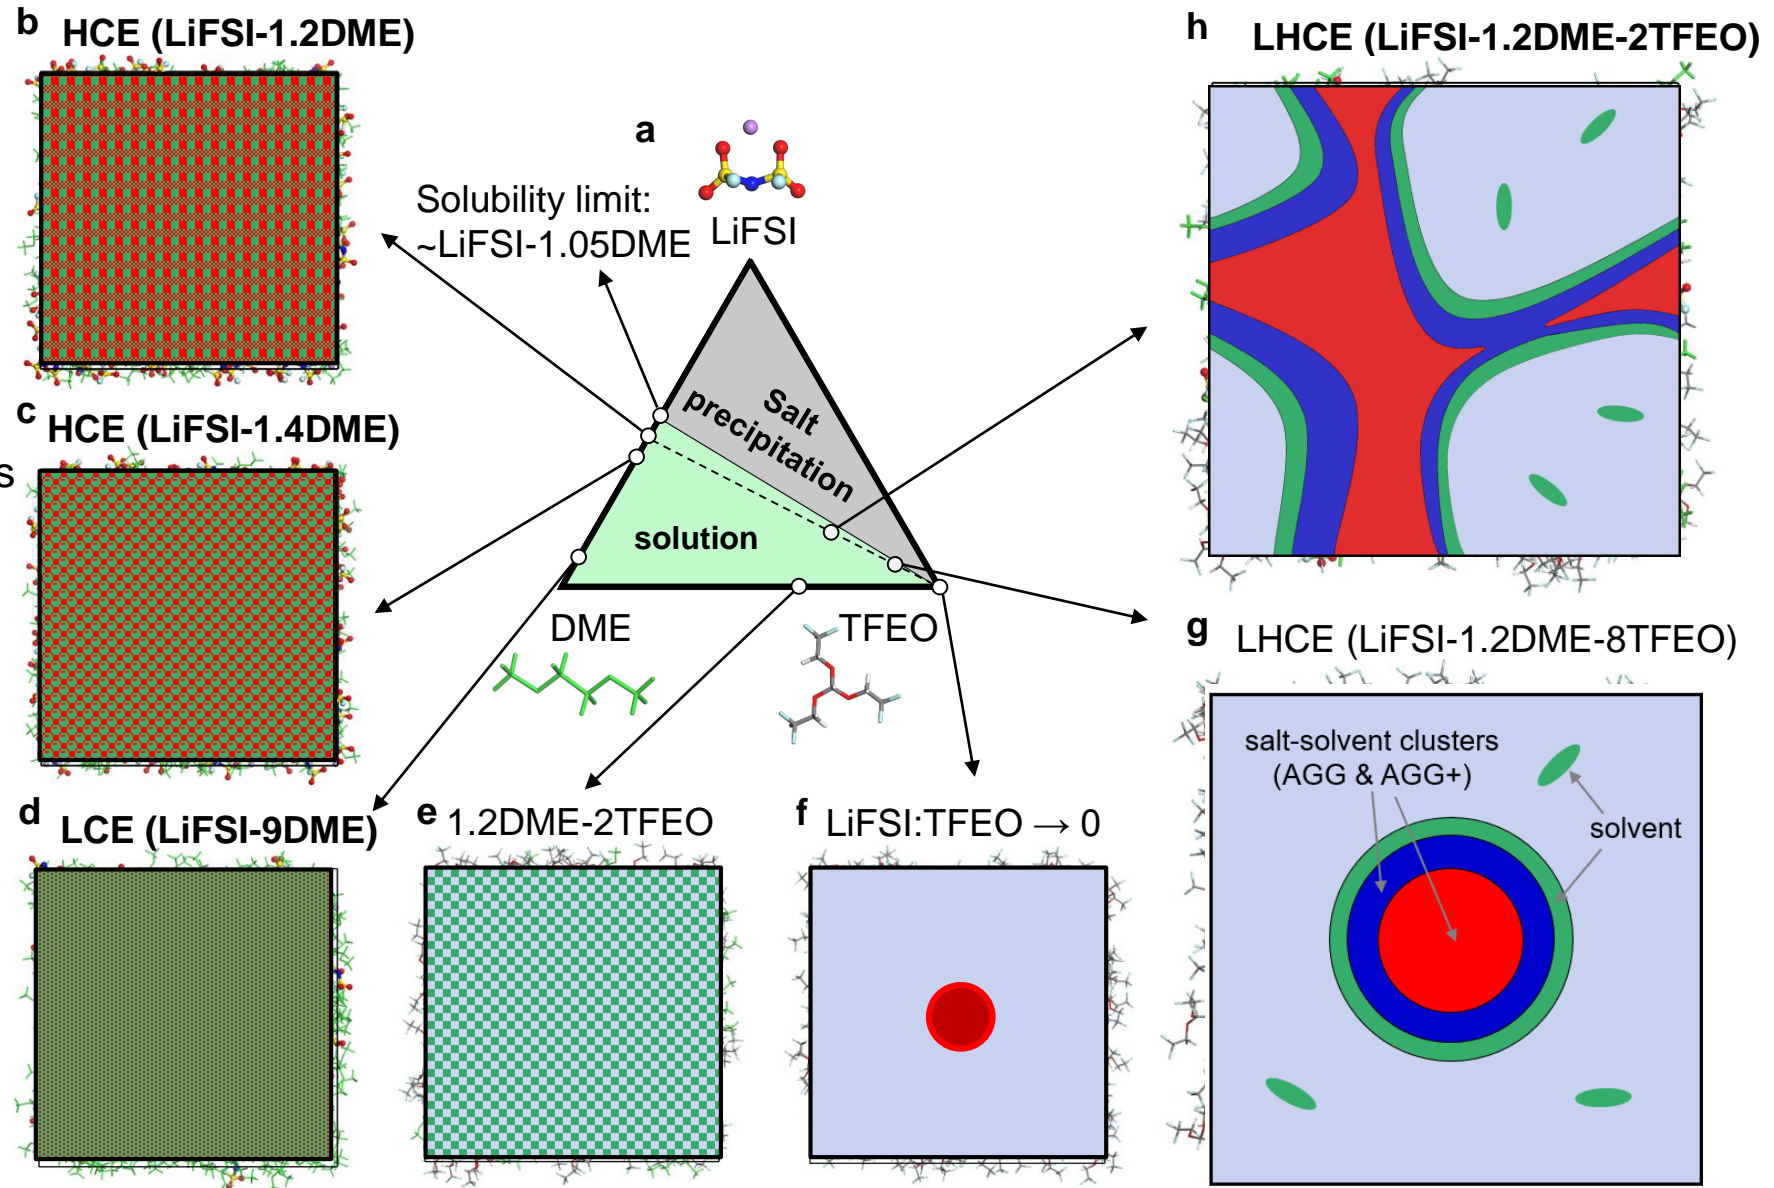 b HCE (LiFSI-1.2DME)
h LHCE (LiFSI-1.2DME-2TFEO)
a
Solubility limit:
~LiFSI-1.05DME
LiFSI
Salt
precipitation
solution
DME
TFEO
c HCE (LiFSI-1.4DME)
s
g LHCE (LiFSI-1.2DME-8TFEO)
salt-solvent clusters
(AGG & AGG+)
solvent
d LCE (LiFSI-9DME)
e 1.2DME-2TFEO
f LiFSI:TFEO → 0